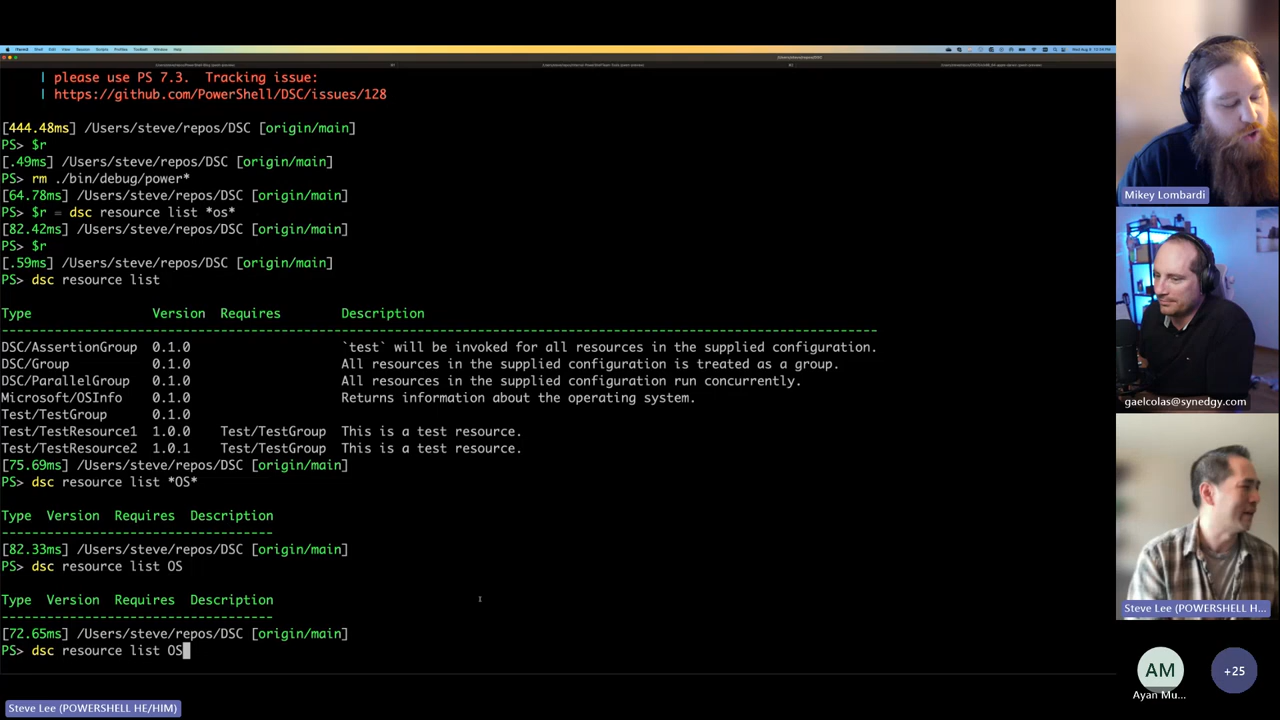 | please use PS 7.3.  Tracking issue:
| https://github.com/PowerShell/DSC/issues/128
[444.48ms] /Users/steve/repos/DSC [origin/main]
PS> $r
[.49ms] /Users/steve/repos/DSC [origin/main]
PS> rm ./bin/debug/power*
[64.78ms] /Users/steve/repos/DSC [origin/main]
PS> $r = dsc resource list *os*
[82.42ms] /Users/steve/repos/DSC [origin/main]
PS> $r
[.59ms] /Users/steve/repos/DSC [origin/main]
PS> dsc resource list
Type Version Requires Description
DSC/AssertionGroup 0.1.0 `test` will be invoked for all resources in the supplied configuration.
DSC/Group 0.1.0 All resources in the supplied configuration is treated as a group.
DSC/ParallelGroup 0.1.0 All resources in the supplied configuration run concurrently.
Microsoft/OSInfo 0.1.0 Returns information about the operating system.
Test/TestGroup 0.1.0
Test/TestResource1 1.0.0 Test/TestGroup This is a test resource.
Test/TestResource2 1.0.1 Test/TestGroup This is a test resource.
[75.69ms] /Users/steve/repos/DSC [origin/main]
PS> dsc resource list *OS*
Type Version Requires Description
[82.33ms] /Users/steve/repos/DSC [origin/main]
PS> dsc resource list OS
Type Version Requires Description
[72.65ms] /Users/steve/repos/DSC [origin/main]
PS> dsc resource list OS
Steve Lee (POWERSHELL HE/HIM)
Mikey Lombardi
gaelcolas@synedgy.com
Steve Lee (POWERSHELL H...
AM
Ayan Mu...
+25